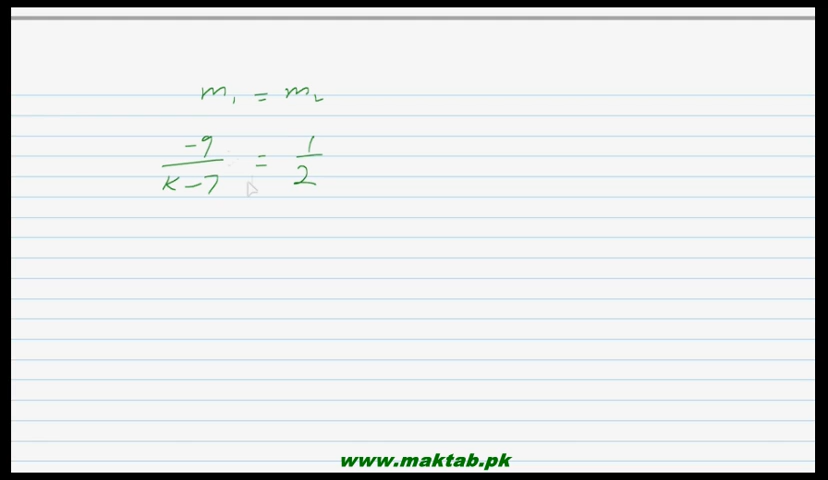 m₁ = m₂
-9/(k-7) = 1/2
www.maktab.pk